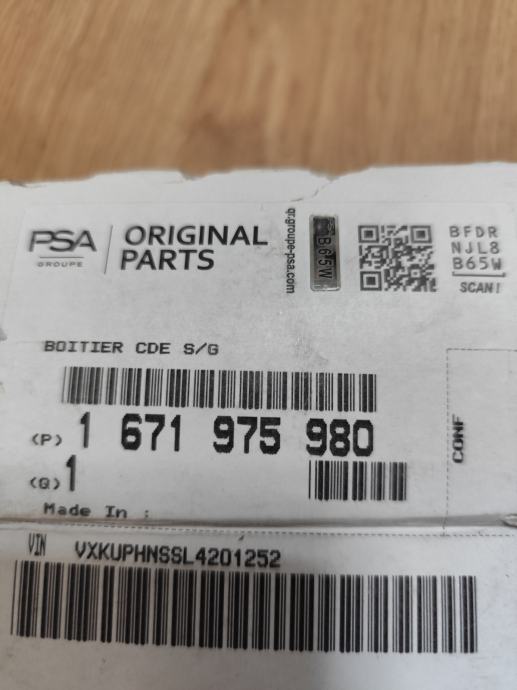 PSA
GROUPE
ORIGINAL
PARTS
qr.groupe-psa.com
B65W
BFDR
NJL8
B65W
SCAN!
BOITIER CDE S/G
(P) 1 671 975 980
(Q) 1
CONF
Made In :
VIN VXKUPHNSSL4201252